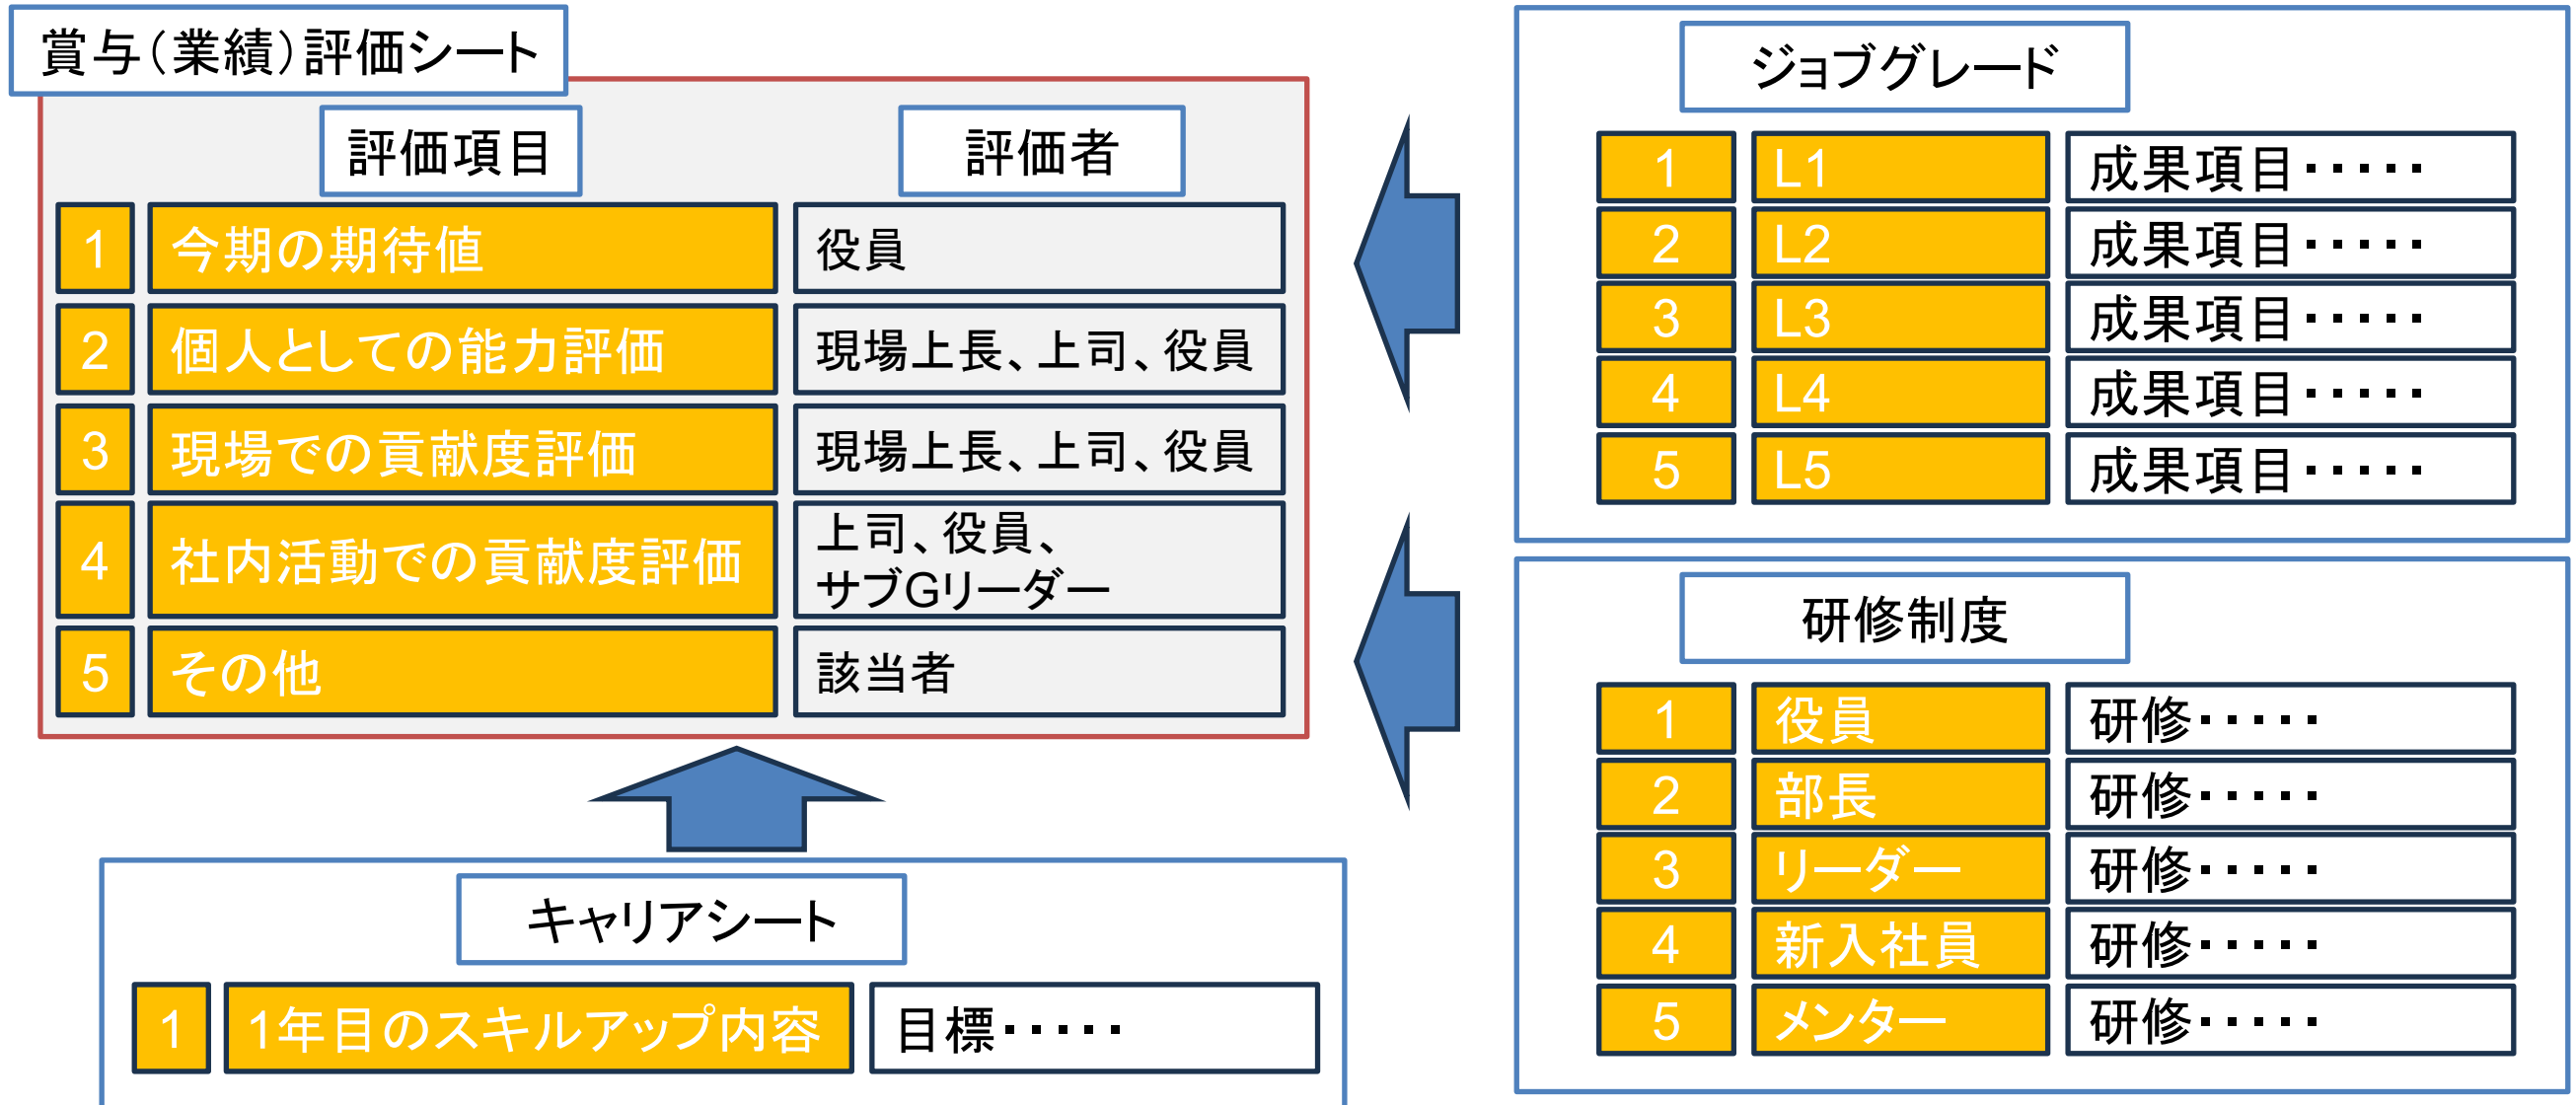 賞与（業績）評価シート
評価項目 評価者
1 今期の期待値 役員
2 個人としての能力評価 現場上長、上司、役員
3 現場での貢献度評価 現場上長、上司、役員
4 社内活動での貢献度評価 上司、役員、
サブGリーダー
5 その他 該当者
キャリアシート
1 1年目のスキルアップ内容 目標・・・・・
ジョブグレード
1 L1 成果項目・・・・・
2 L2 成果項目・・・・・
3 L3 成果項目・・・・・
4 L4 成果項目・・・・・
5 L5 成果項目・・・・・
研修制度
1 役員 研修・・・・・
2 部長 研修・・・・・
3 リーダー 研修・・・・・
4 新入社員 研修・・・・・
5 メンター 研修・・・・・